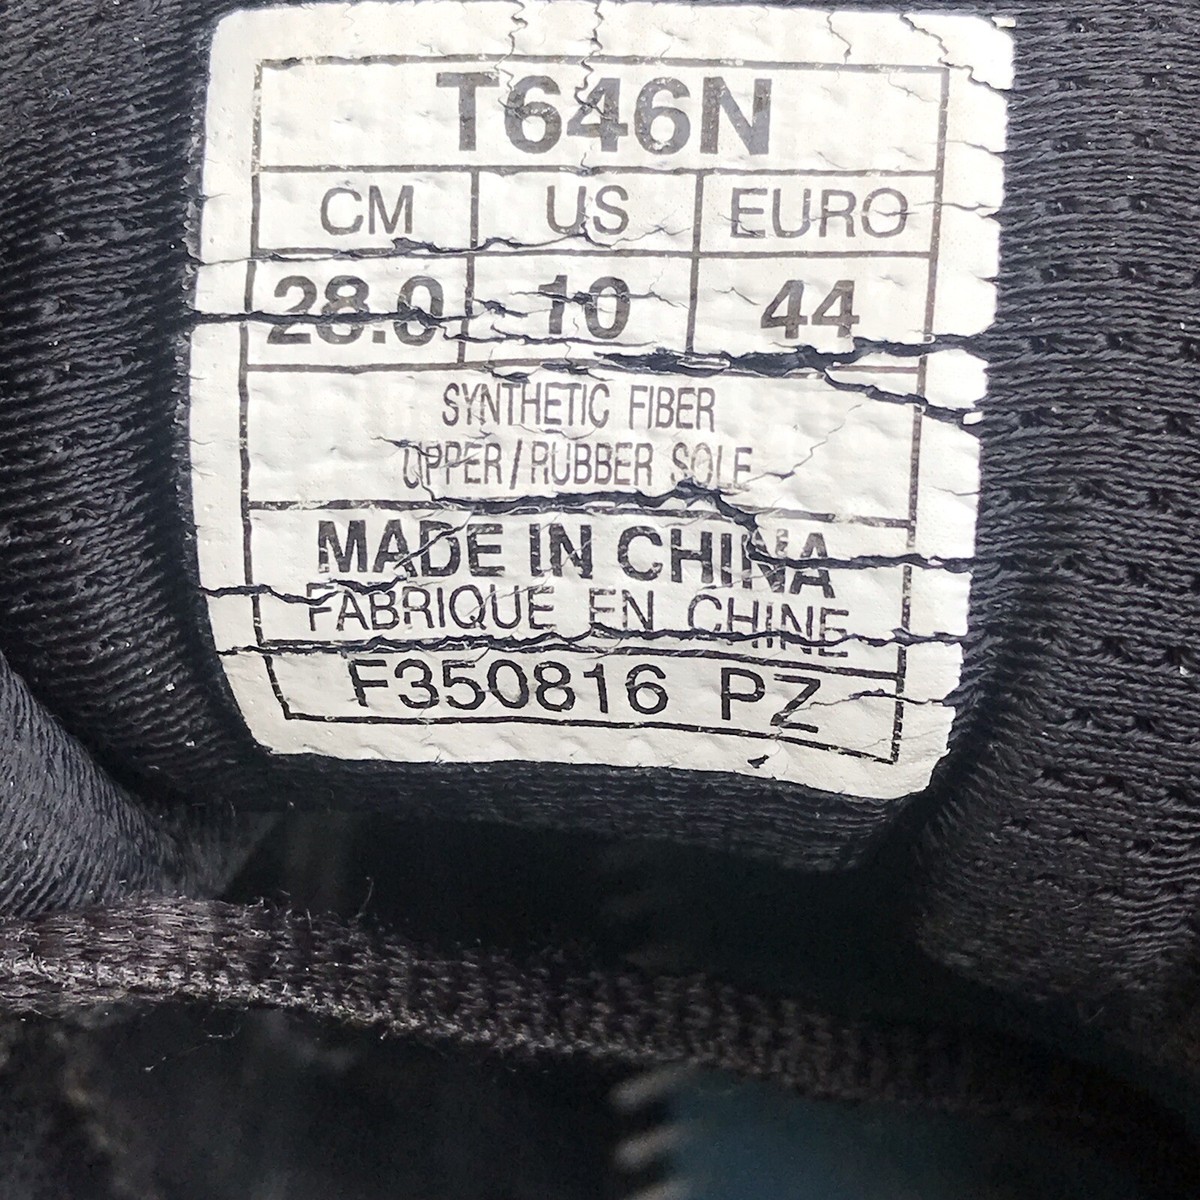 T646N
CM US EURO
28.0 10 44
SYNTHETIC FIBER
UPPER/RUBBER SOLE
MADE IN CHINA
FABRIQUE EN CHINE
F350816 PZ